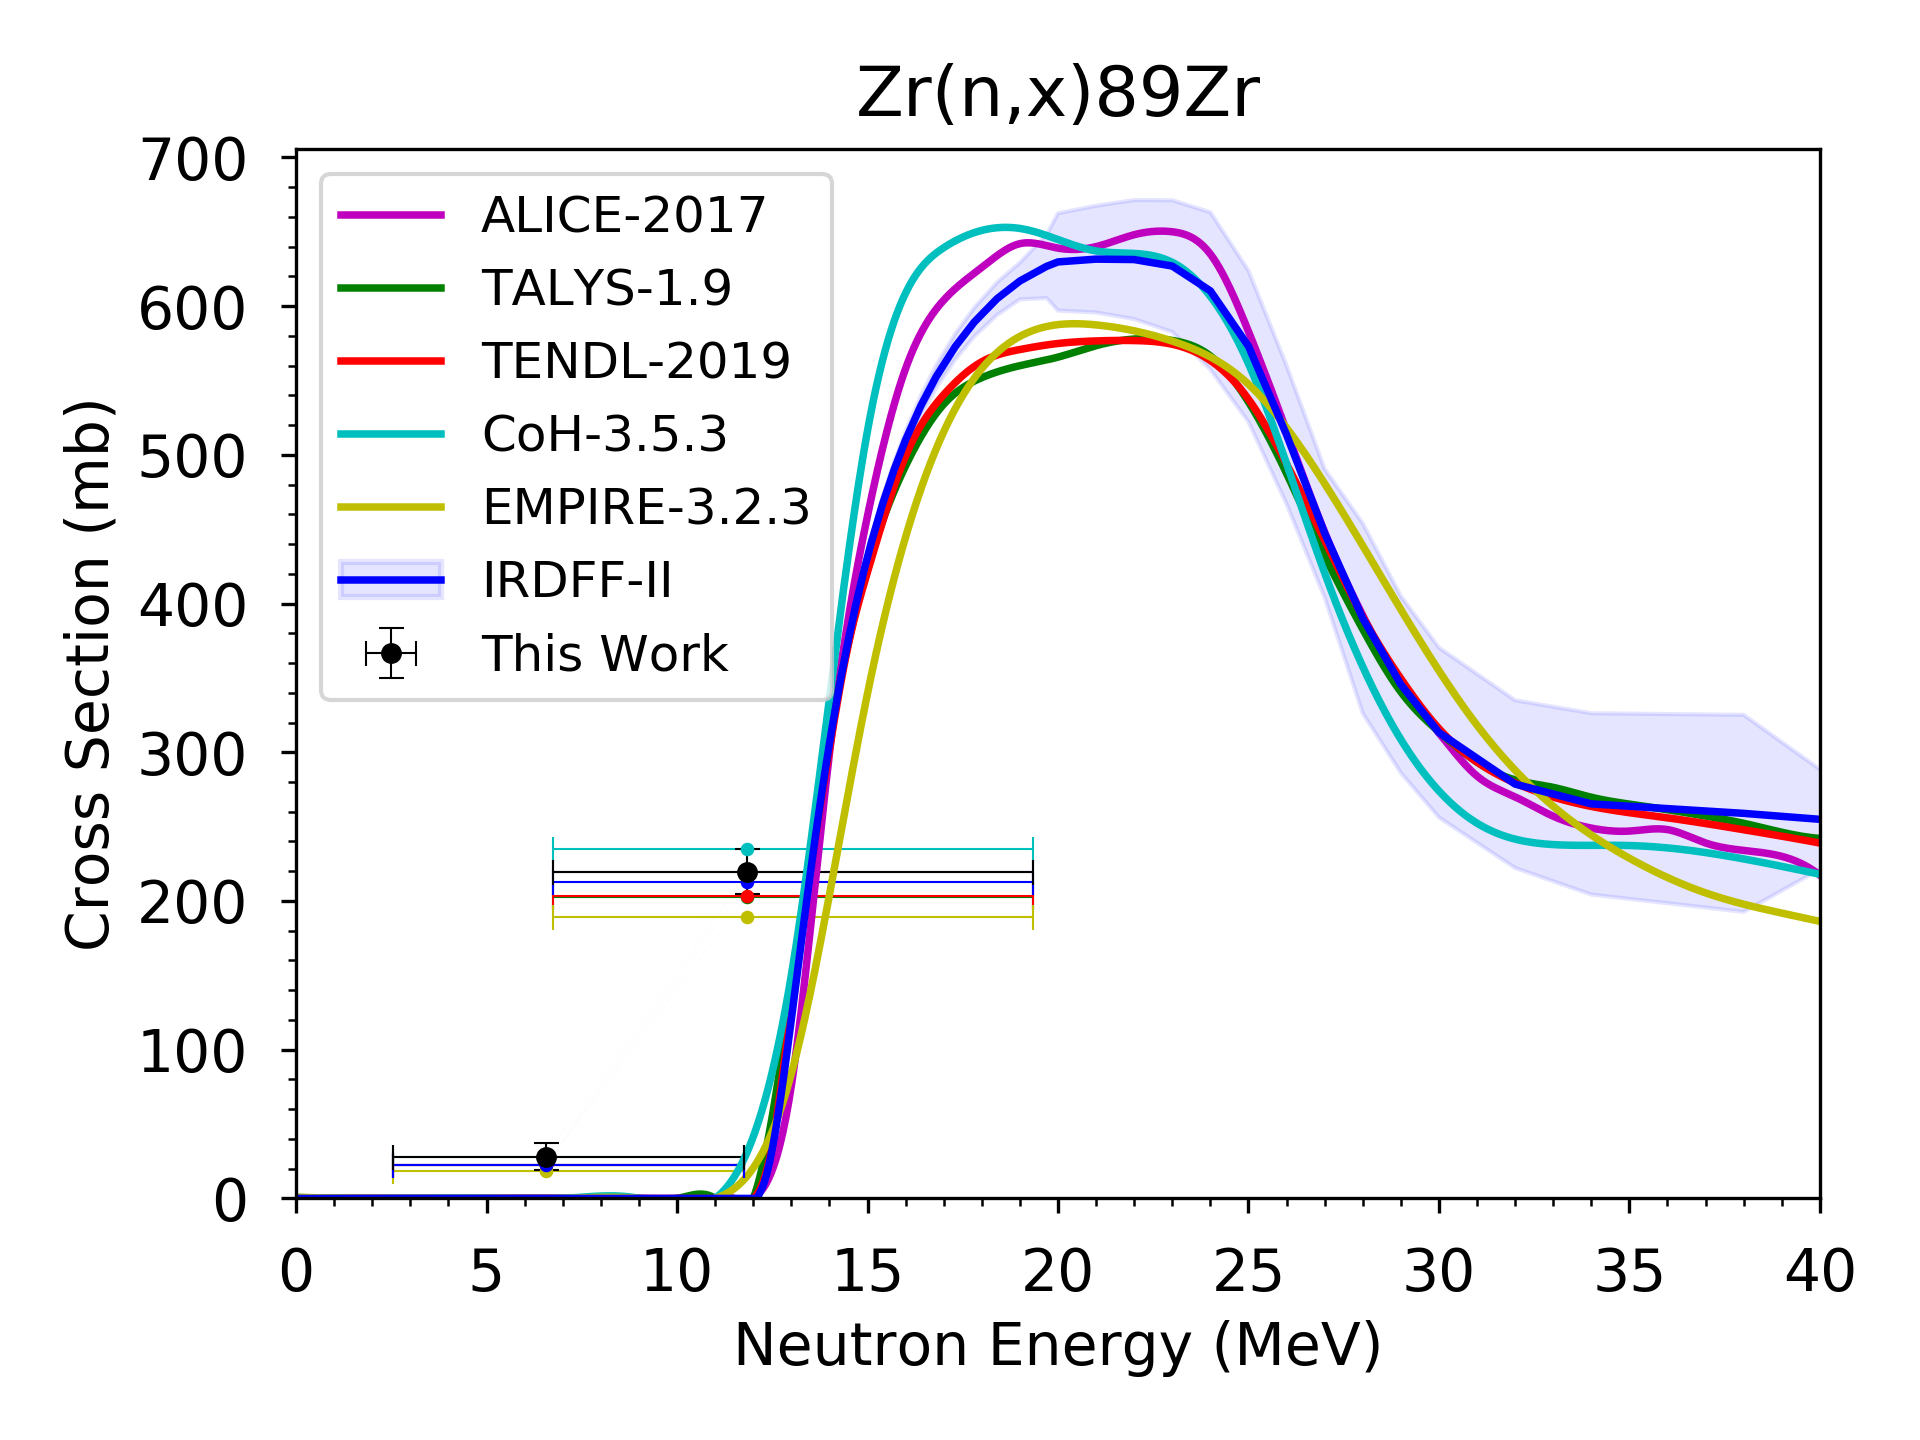 Zr(n,x)89Zr
700
600
500
400
300
200
100
0
Cross Section (mb)
ALICE-2017
TALYS-1.9
TENDL-2019
CoH-3.5.3
EMPIRE-3.2.3
IRDFF-II
This Work
0 5 10 15 20 25 30 35 40
Neutron Energy (MeV)